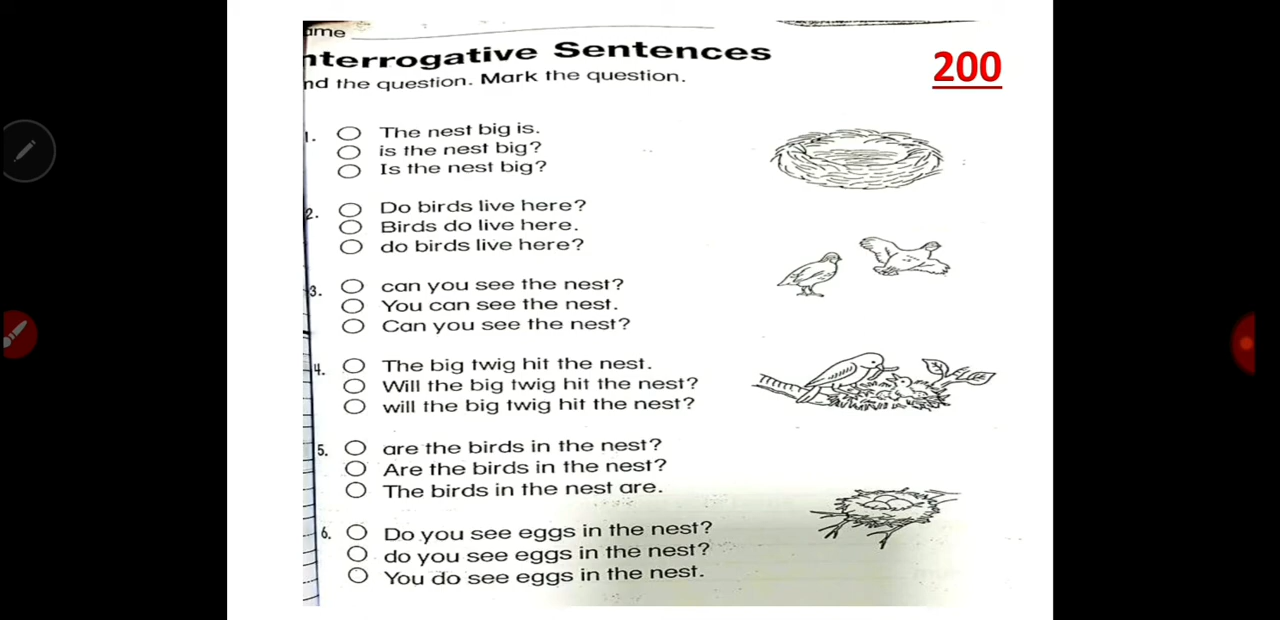 ame
nterrogative Sentences
200
nd the question. Mark the question.
1. The nest big is.
is the nest big?
Is the nest big?
2. Do birds live here?
Birds do live here.
do birds live here?
3. can you see the nest?
You can see the nest.
Can you see the nest?
4. The big twig hit the nest.
Will the big twig hit the nest?
will the big twig hit the nest?
5. are the birds in the nest?
Are the birds in the nest?
The birds in the nest are.
6. Do you see eggs in the nest?
do you see eggs in the nest?
You do see eggs in the nest.